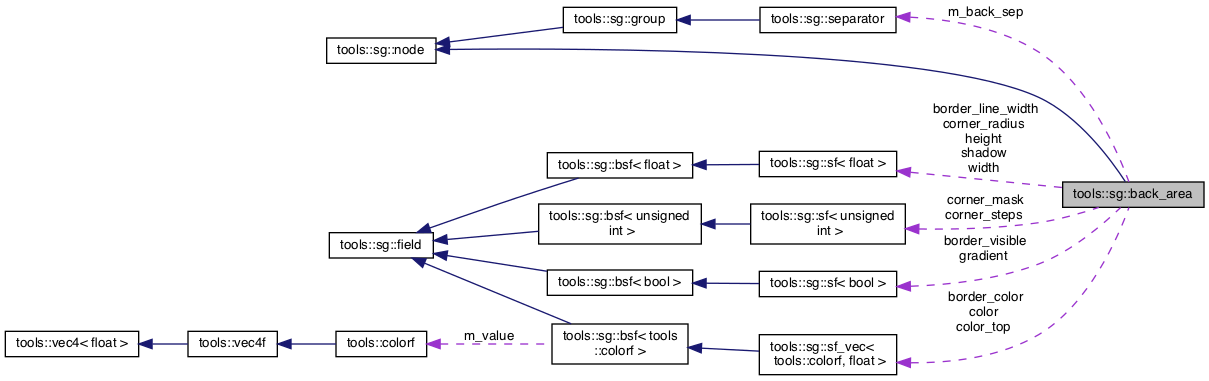 m_back_sep
tools::sg::group
tools::sg::separator
tools::sg::node
border_line_width
corner_radius
height
shadow
width
tools::sg::bsf< float >
tools::sg::sf< float >
tools::sg::back_area
corner_mask
corner_steps
tools::sg::bsf< unsigned
int >
tools::sg::sf< unsigned
int >
tools::sg::field
border_visible
gradient
tools::sg::bsf< bool >
tools::sg::sf< bool >
border_color
color
color_top
tools::vec4< float >
tools::vec4f
tools::colorf
m_value
tools::sg::bsf< tools
::colorf >
tools::sg::sf_vec<
tools::colorf, float >